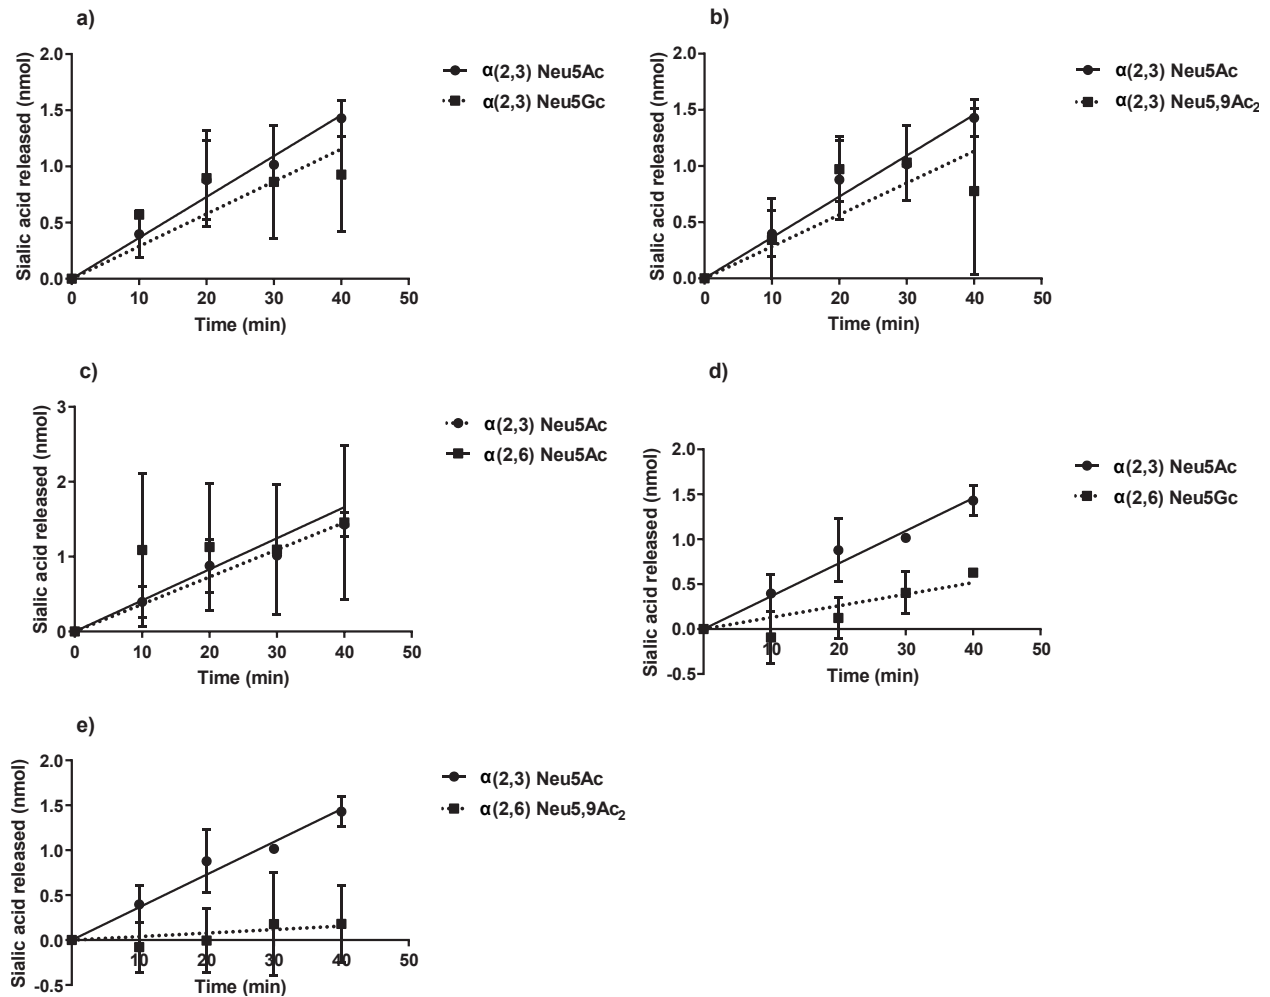 a)
Sialic acid released (nmol)
2.0
1.5
1.0
0.5
0.0
0 10 20 30 40 50
Time (min)
α(2,3) Neu5Ac
α(2,3) Neu5Gc
b)
Sialic acid released (nmol)
2.0
1.5
1.0
0.5
0.0
0 10 20 30 40 50
Time (min)
α(2,3) Neu5Ac
α(2,3) Neu5,9Ac₂
c)
Sialic acid released (nmol)
3
2
1
0
0 10 20 30 40 50
Time (min)
α(2,3) Neu5Ac
α(2,6) Neu5Ac
d)
Sialic acid released (nmol)
2.0
1.5
1.0
0.5
0.0
-0.5
10 20 30 40 50
Time (min)
α(2,3) Neu5Ac
α(2,6) Neu5Gc
e)
Sialic acid released (nmol)
2.0
1.5
1.0
0.5
0.0
-0.5
10 20 30 40 50
Time (min)
α(2,3) Neu5Ac
α(2,6) Neu5,9Ac₂